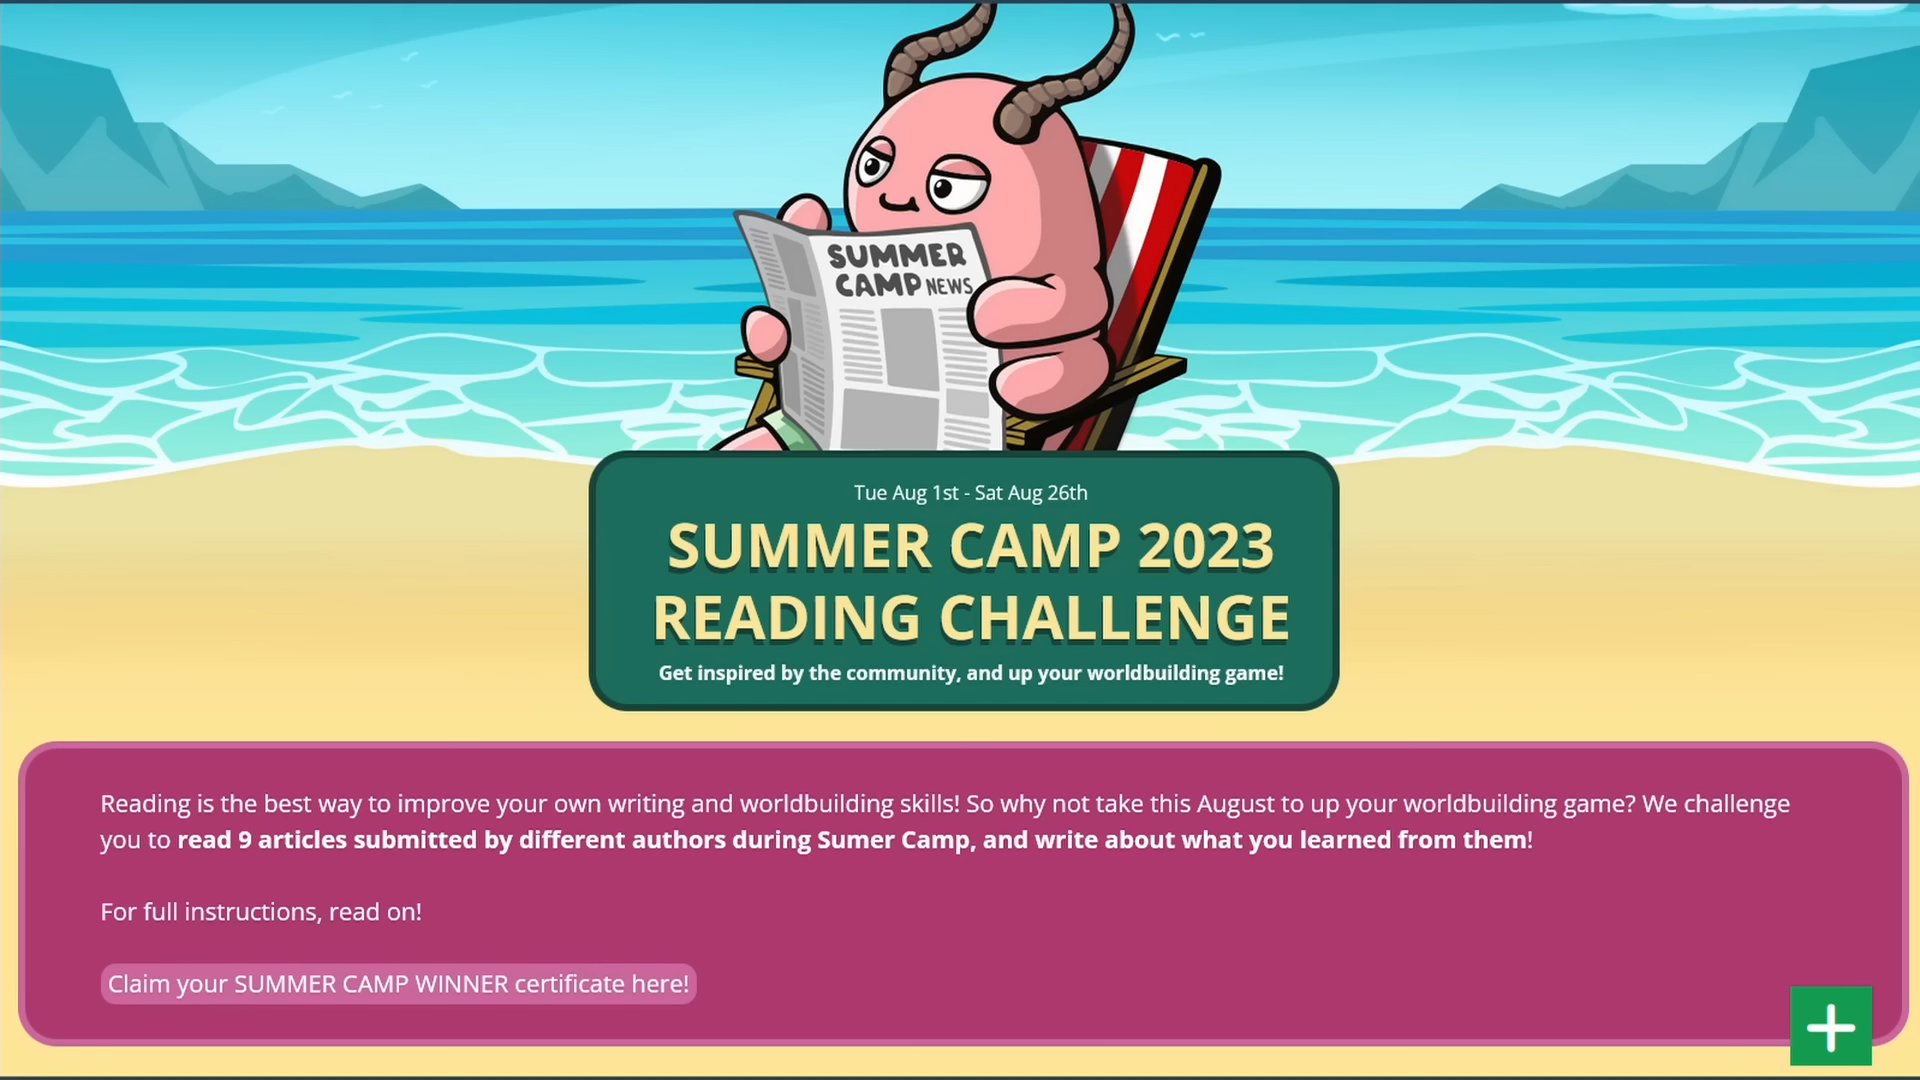 SUMMER
CAMP NEWS
Tue Aug 1st - Sat Aug 26th
SUMMER CAMP 2023
READING CHALLENGE
Get inspired by the community, and up your worldbuilding game!
Reading is the best way to improve your own writing and worldbuilding skills! So why not take this August to up your worldbuilding game? We challenge
you to read 9 articles submitted by different authors during Sumer Camp, and write about what you learned from them!
For full instructions, read on!
Claim your SUMMER CAMP WINNER certificate here!